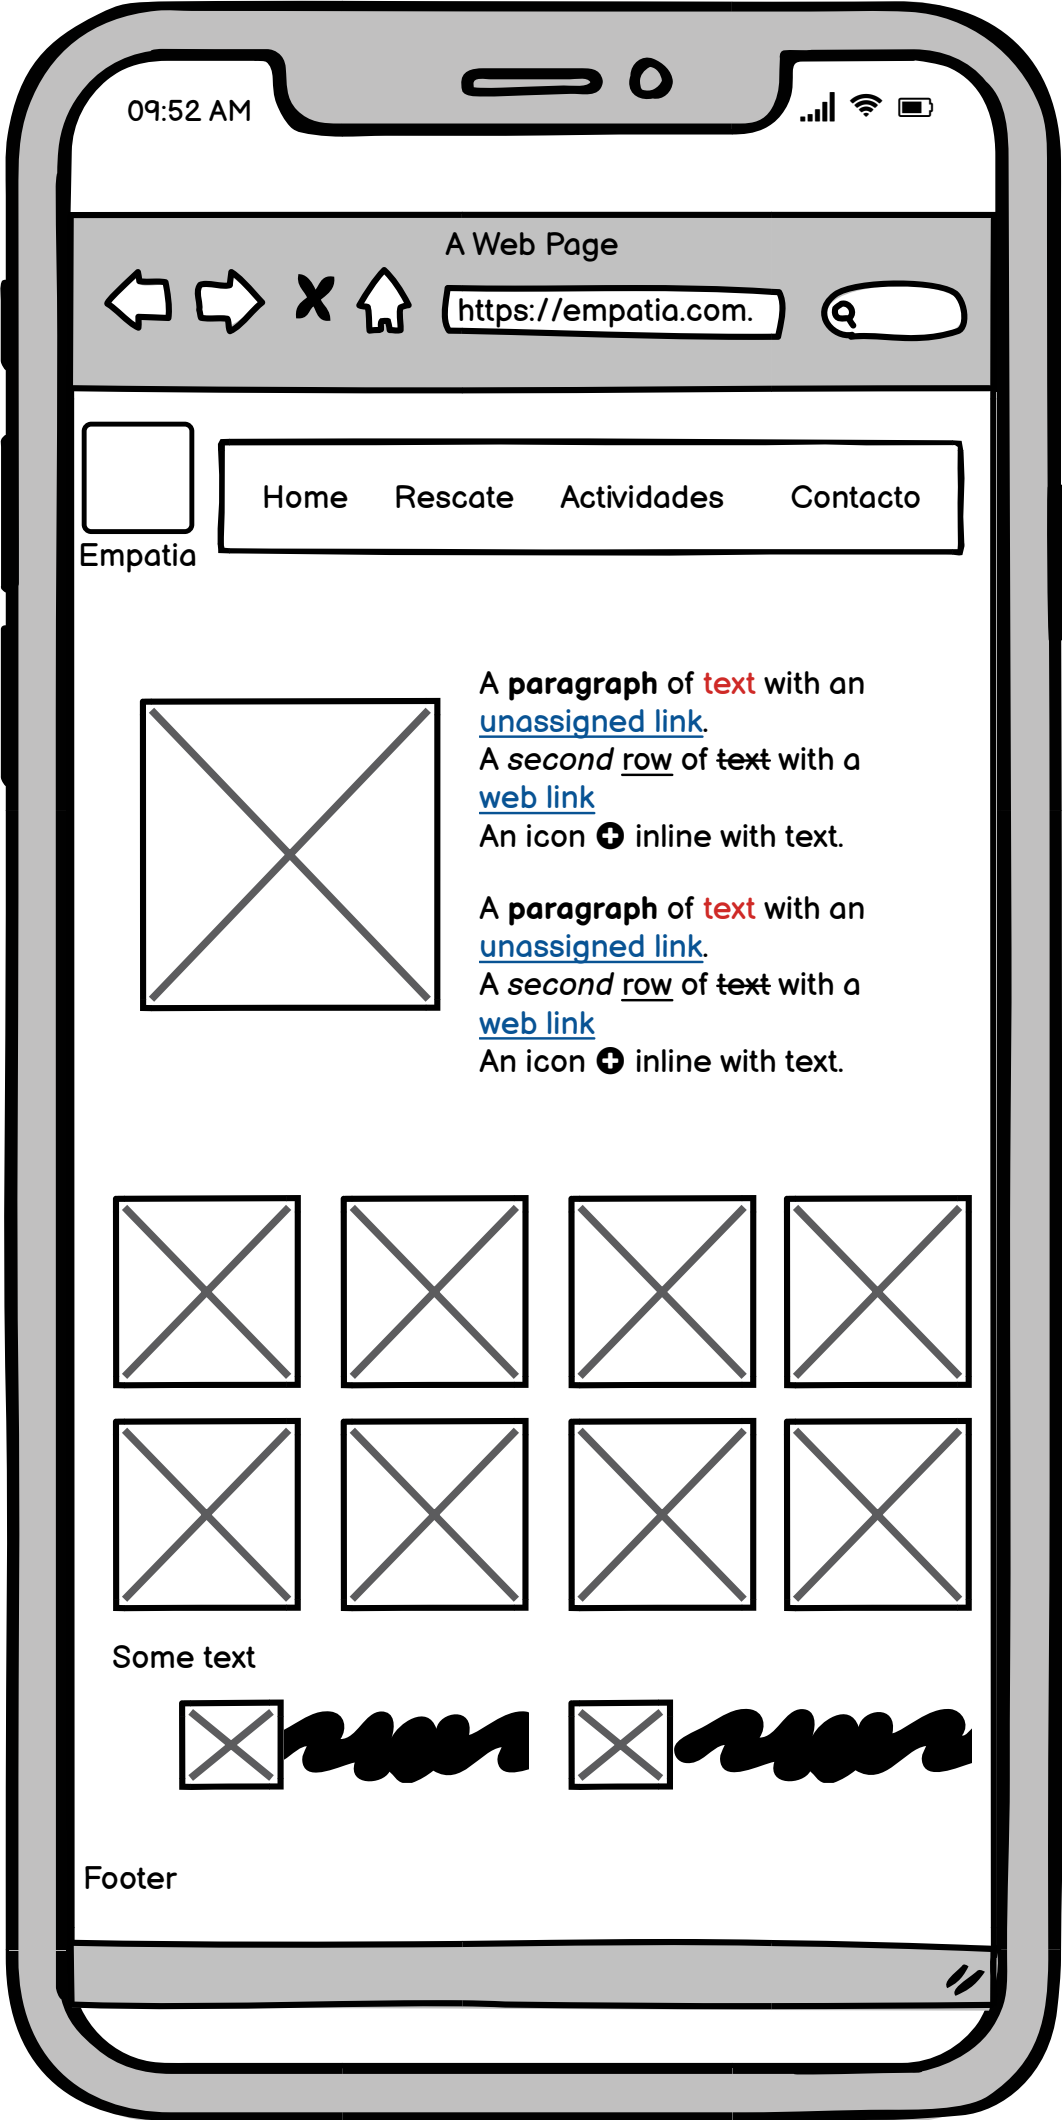 09:52 AM
A Web Page
https://empatia.com.
Home Rescate Actividades Contacto
Empatia
A paragraph of text with an
unassigned link.
A second row of text with a
web link
An icon inline with text.
A paragraph of text with an
unassigned link.
A second row of text with a
web link
An icon inline with text.
Some text
Footer